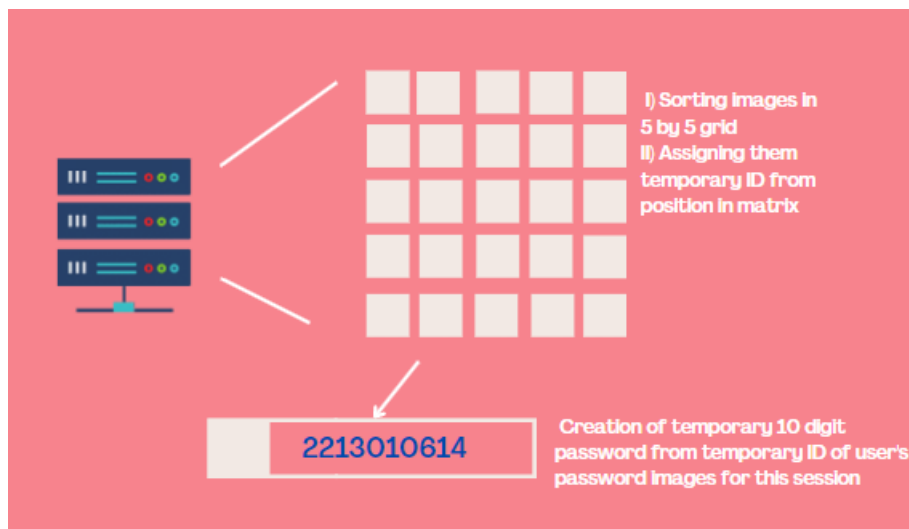 I) Sorting images in
5 by 5 grid
II) Assigning them
temporary ID from
position in matrix
2213010614
Creation of temporary 10 digit
password from temporary ID of user's
password images for this session